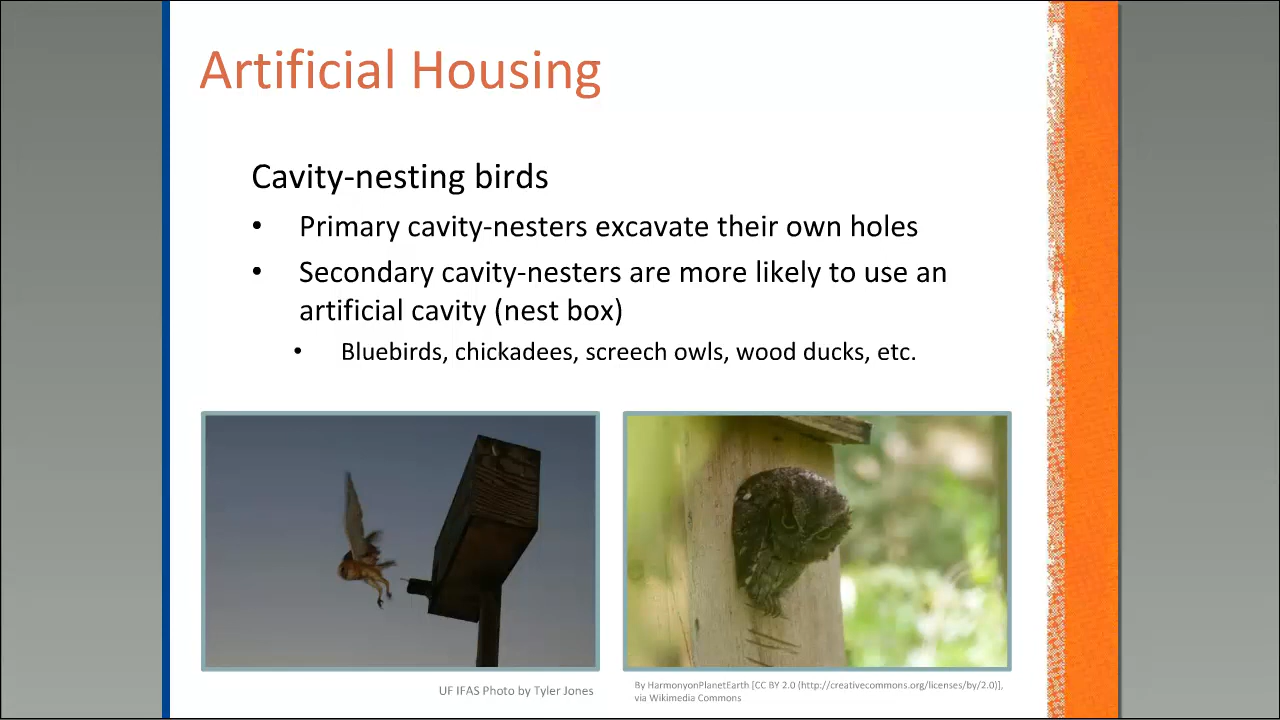 Artificial Housing
Cavity-nesting birds
• Primary cavity-nesters excavate their own holes
• Secondary cavity-nesters are more likely to use an
artificial cavity (nest box)
• Bluebirds, chickadees, screech owls, wood ducks, etc.
UF IFAS Photo by Tyler Jones
By HarmonyonPlanetEarth [CC BY 2.0 (http://creativecommons.org/licenses/by/2.0)],
via Wikimedia Commons